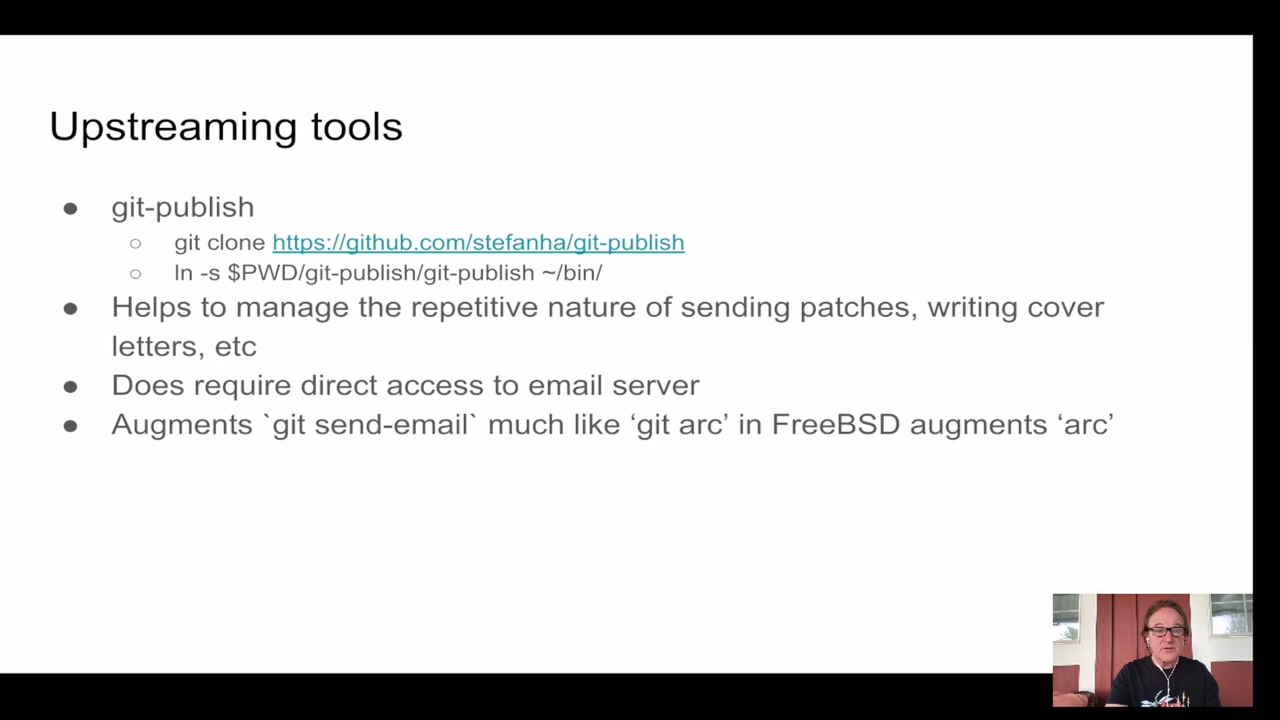 Upstreaming tools
● git-publish
○ git clone https://github.com/stefanha/git-publish
○ ln -s $PWD/git-publish/git-publish ~/bin/
● Helps to manage the repetitive nature of sending patches, writing cover
letters, etc
● Does require direct access to email server
● Augments `git send-email` much like ‘git arc’ in FreeBSD augments ‘arc’